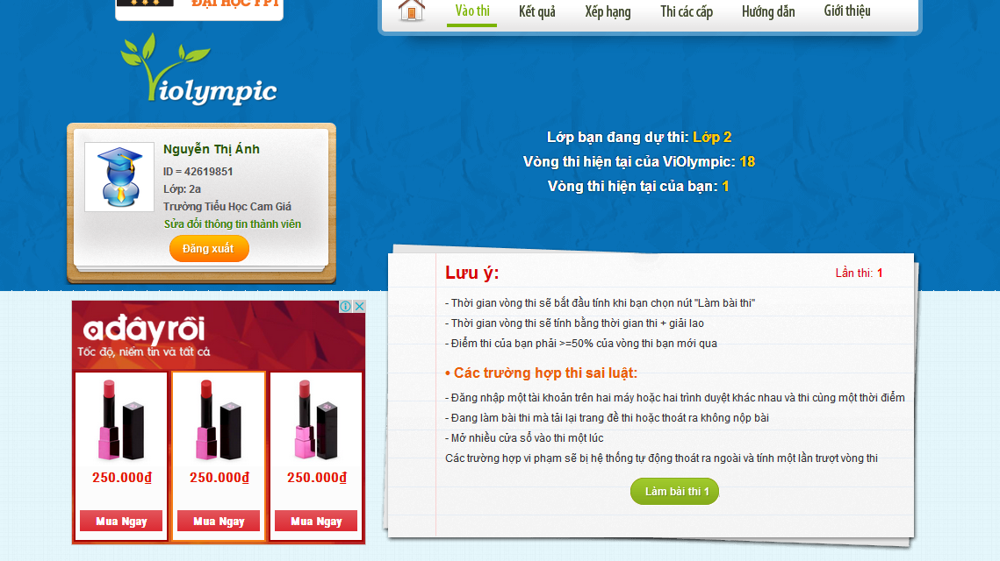 ĐẠI HỌC FPT
Vào thi
Kết quả
Xếp hạng
Thi các cấp
Hướng dẫn
Giới thiệu
Violympic
Nguyễn Thị Ánh
ID = 42619851
Lớp: 2a
Trường Tiểu Học Cam Giá
Sửa đổi thông tin thành viên
Đăng xuất
Lớp bạn đang dự thi: Lớp 2
Vòng thi hiện tại của ViOlympic: 18
Vòng thi hiện tại của bạn: 1
Lưu ý:
Lần thi: 1
- Thời gian vòng thi sẽ bắt đầu tính khi bạn chọn nút "Làm bài thi"
- Thời gian vòng thi sẽ tính bằng thời gian thi + giải lao
- Điểm thi của bạn phải >=50% của vòng thi bạn mới qua
• Các trường hợp thi sai luật:
- Đăng nhập một tài khoản trên hai máy hoặc hai trình duyệt khác nhau và thi cùng một thời điểm
- Đang làm bài thi mà tải lại trang đề thi hoặc thoát ra không nộp bài
- Mở nhiều cửa sổ vào thi một lúc
Các trường hợp vi phạm sẽ bị hệ thống tự động thoát ra ngoài và tính một lần trượt vòng thi
Làm bài thi 1
adâyrồi
Tốc độ, niềm tin và tất cả
250.000₫
250.000₫
250.000₫
Mua Ngay
Mua Ngay
Mua Ngay